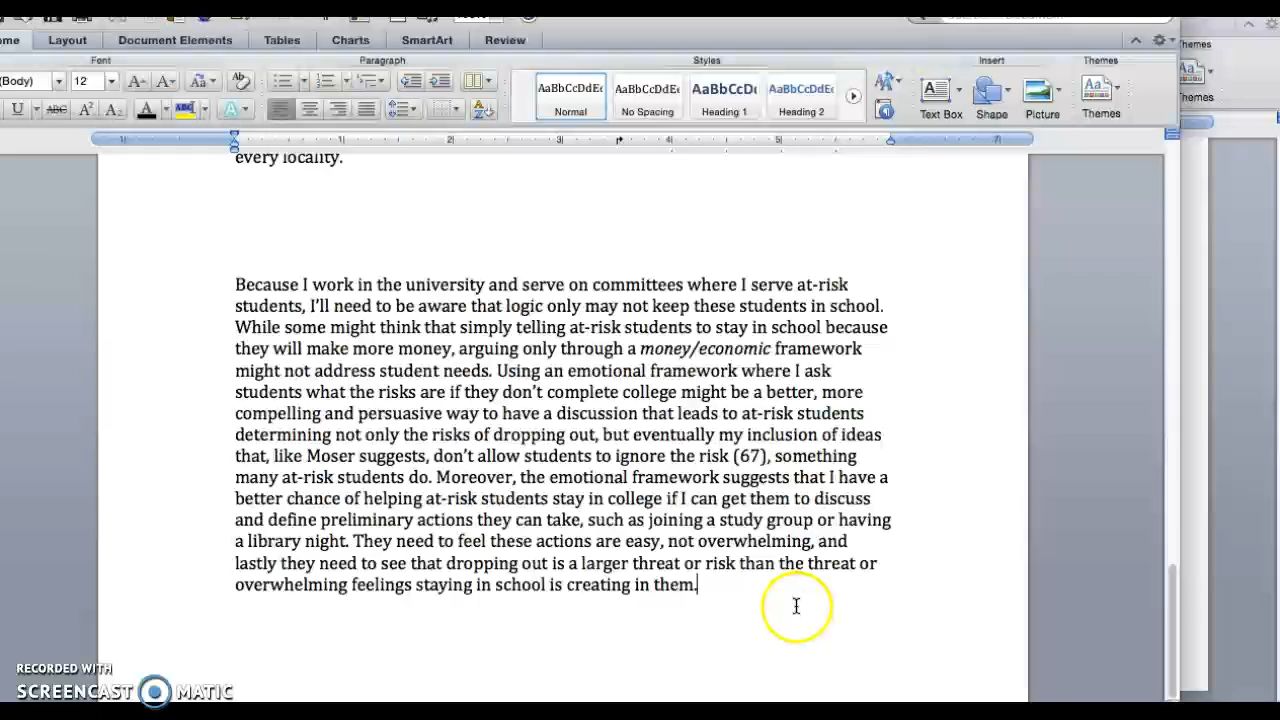 ome Layout Document Elements Tables Charts SmartArt Review
Font Paragraph Styles Insert Themes
(Body) 12 Aa AaBbCcDdEe AaBbCcDdEe AaBbCcDd AaBbCcDdEe
U ABC A² A₂ A ABC A Normal No Spacing Heading 1 Heading 2 Text Box Shape Picture Themes
every locality.
Because I work in the university and serve on committees where I serve at-risk
students, I'll need to be aware that logic only may not keep these students in school.
While some might think that simply telling at-risk students to stay in school because
they will make more money, arguing only through a money/economic framework
might not address student needs. Using an emotional framework where I ask
students what the risks are if they don't complete college might be a better, more
compelling and persuasive way to have a discussion that leads to at-risk students
determining not only the risks of dropping out, but eventually my inclusion of ideas
that, like Moser suggests, don't allow students to ignore the risk (67), something
many at-risk students do. Moreover, the emotional framework suggests that I have a
better chance of helping at-risk students stay in college if I can get them to discuss
and define preliminary actions they can take, such as joining a study group or having
a library night. They need to feel these actions are easy, not overwhelming, and
lastly they need to see that dropping out is a larger threat or risk than the threat or
overwhelming feelings staying in school is creating in them.
RECORDED WITH
SCREENCAST MATIC